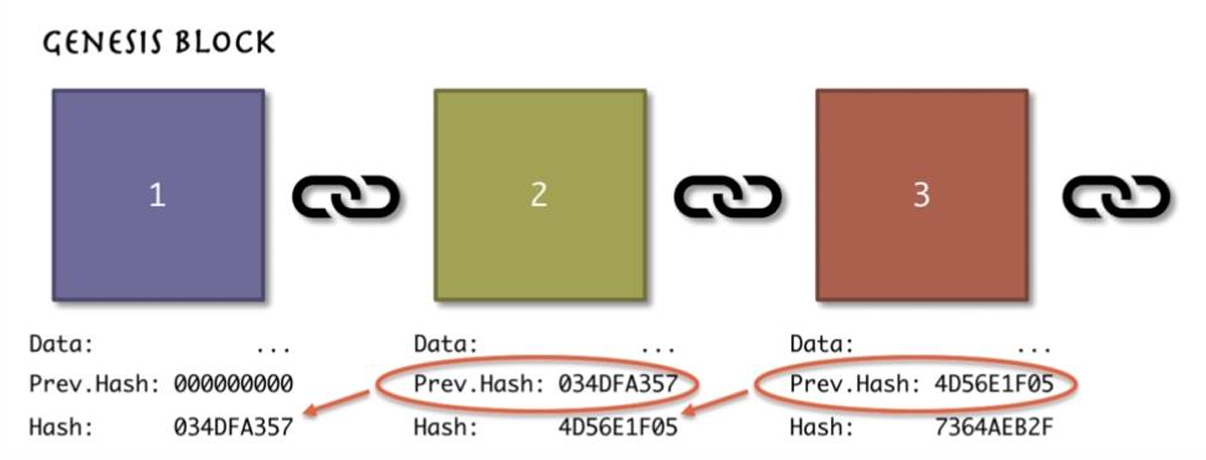 GENESIS BLOCK
1
2
3
Data: ...
Prev.Hash: 000000000
Hash: 034DFA357
Data: ...
Prev.Hash: 034DFA357
Hash: 4D56E1F05
Data: ...
Prev.Hash: 4D56E1F05
Hash: 7364AEB2F